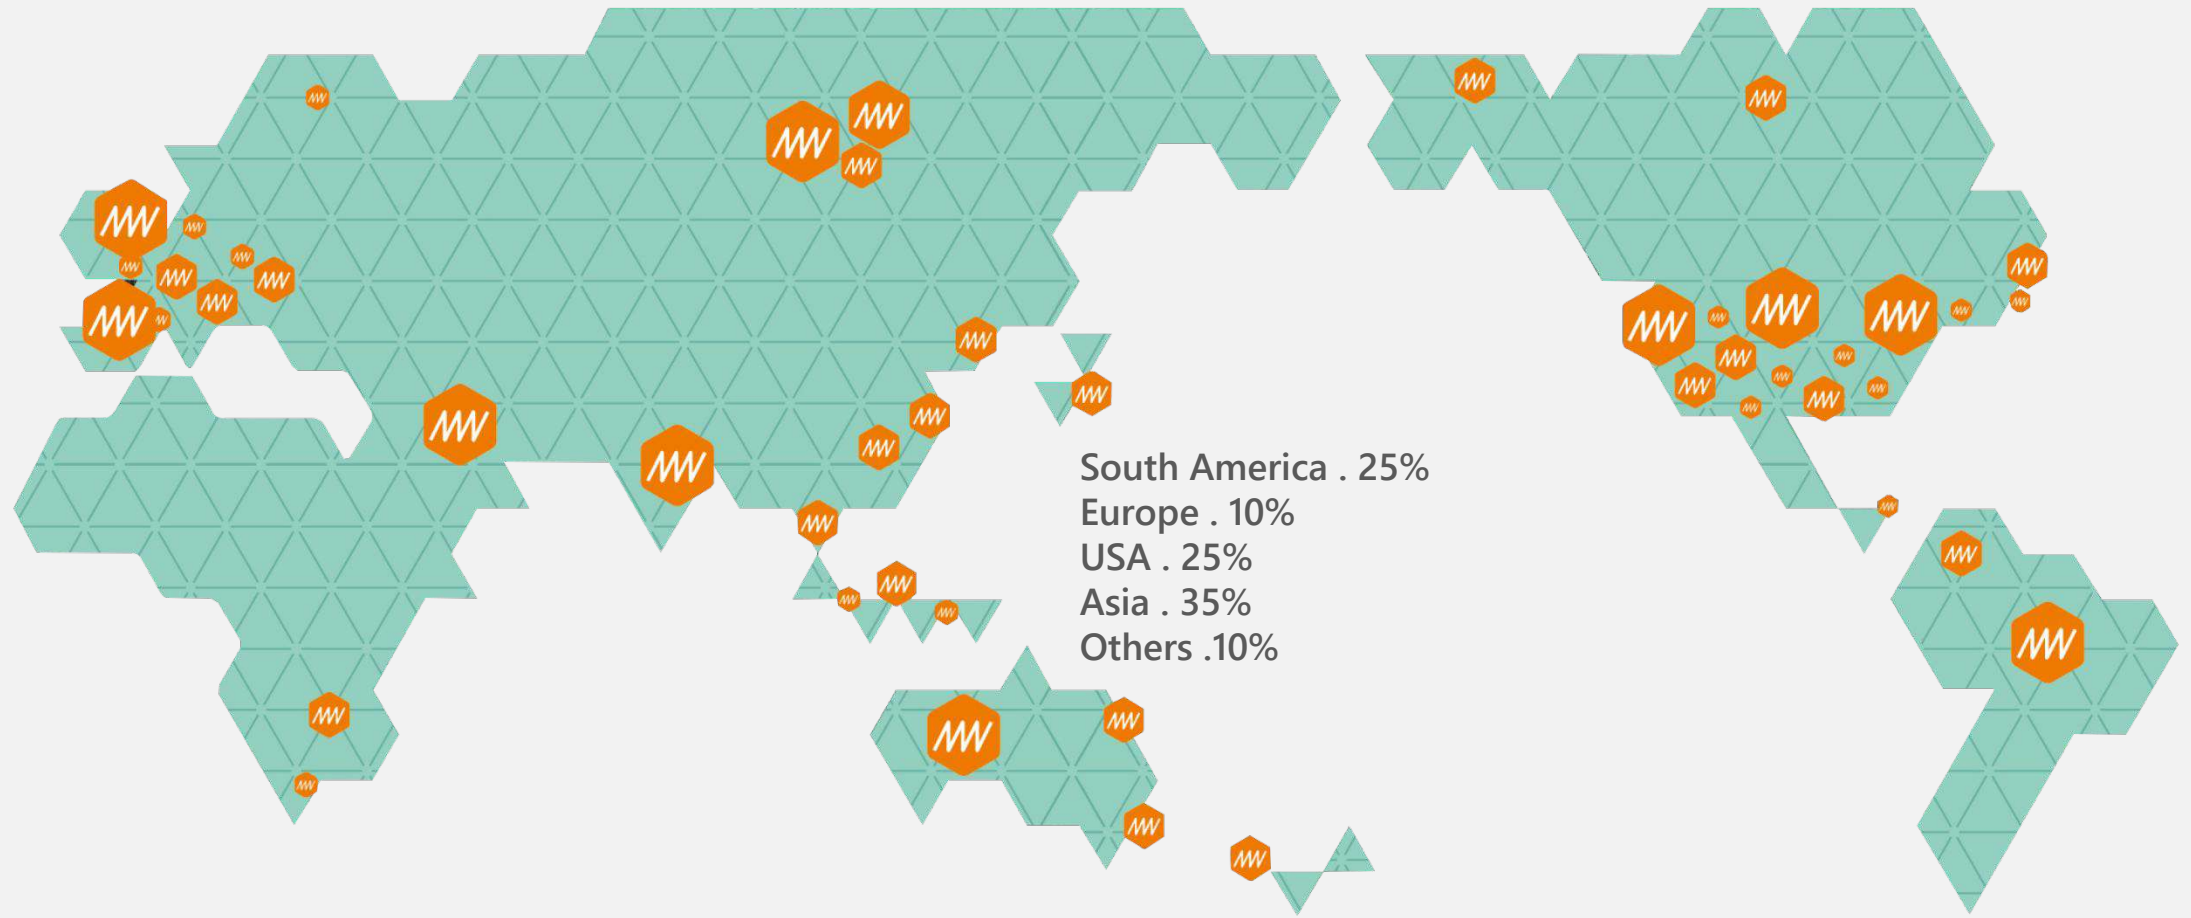 South America . 25%
Europe . 10%
USA . 25%
Asia . 35%
Others .10%